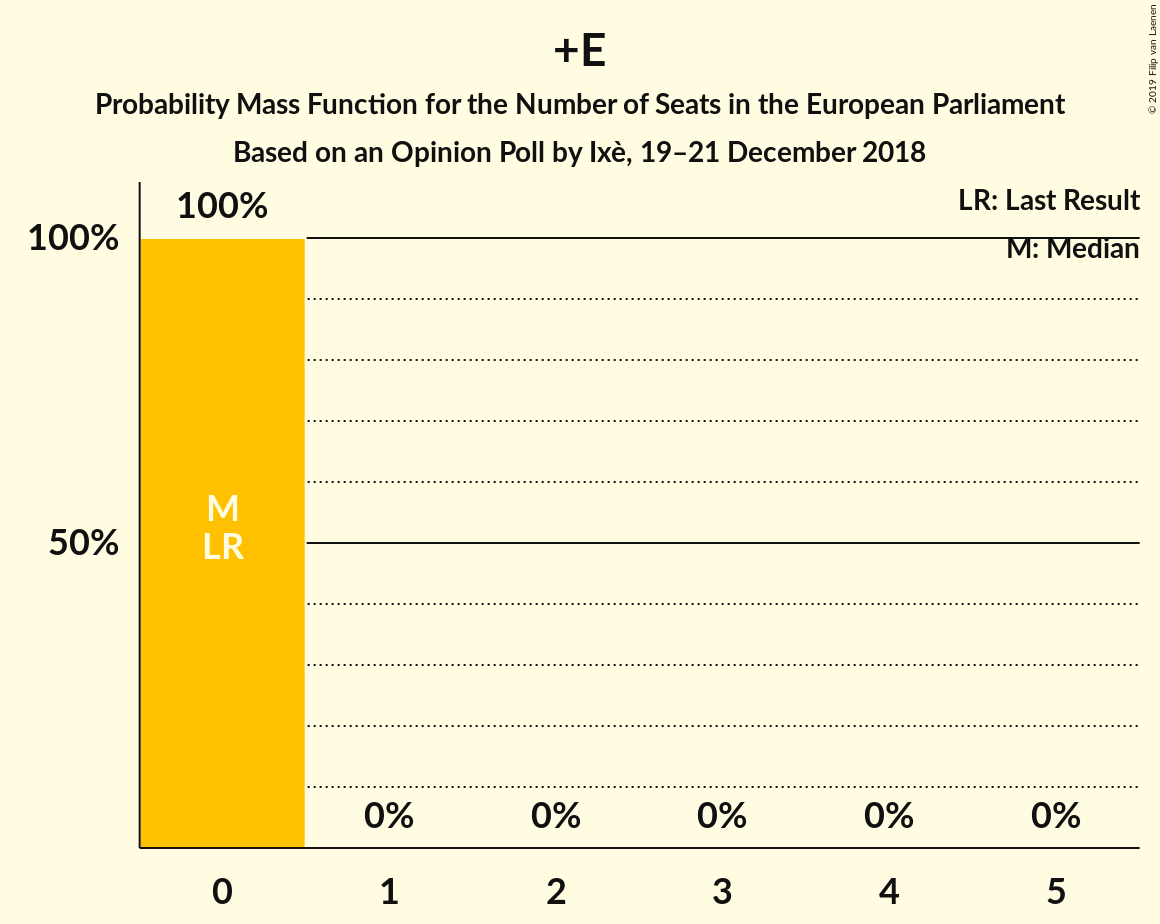 +E
Probability Mass Function for the Number of Seats in the European Parliament
Based on an Opinion Poll by Ixè, 19–21 December 2018
© 2019 Filip van Laenen
LR: Last Result
M: Median
100%
100%
50%
M
LR
0% 0% 0% 0% 0%
0 1 2 3 4 5